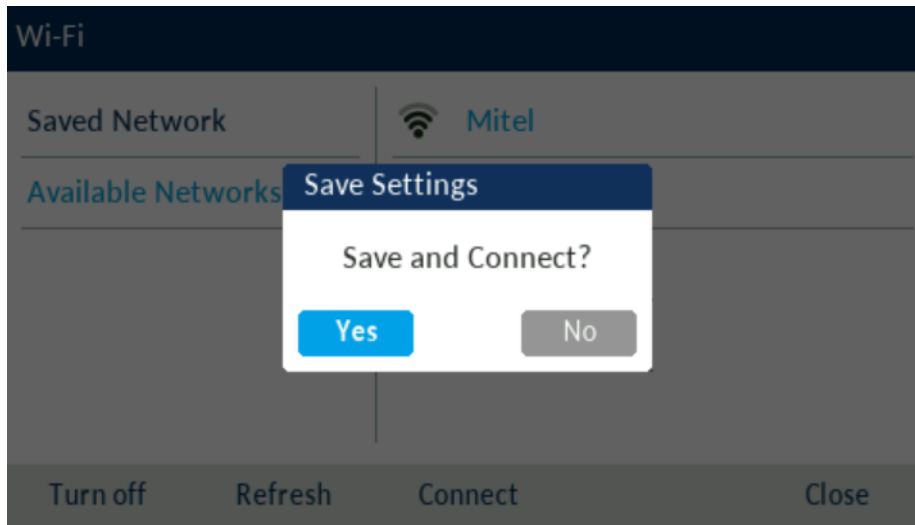 Wi-Fi
Saved Network
Mitel
Available Networks
Save Settings
Save and Connect?
Yes
No
Turn off
Refresh
Connect
Close